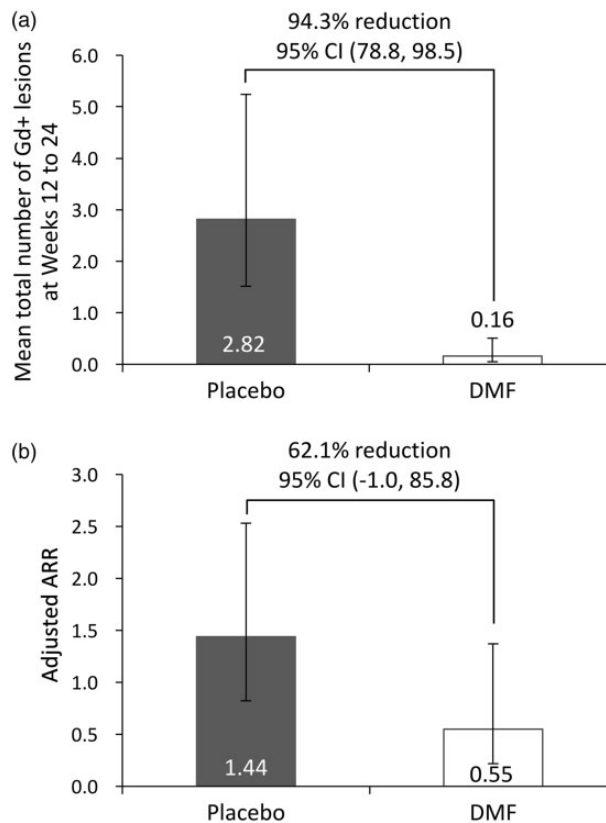 (a)
94.3% reduction
95% CI (78.8, 98.5)
Mean total number of Gd+ lesions
at Weeks 12 to 24
6.0
5.0
4.0
3.0
2.0
1.0
0.0
2.82
0.16
Placebo
DMF
(b)
62.1% reduction
95% CI (-1.0, 85.8)
Adjusted ARR
3.0
2.5
2.0
1.5
1.0
0.5
0.0
1.44
0.55
Placebo
DMF